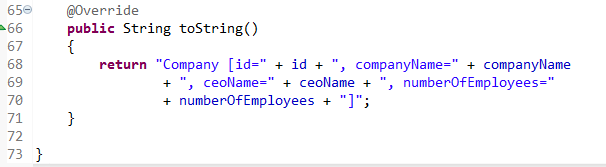 65 @Override
66 public String toString()
67 {
68 return "Company [id=" + id + ", companyName=" + companyName
69 + ", ceoName=" + ceoName + ", numberOfEmployees="
70 + numberOfEmployees + "]";
71 }
72
73 }